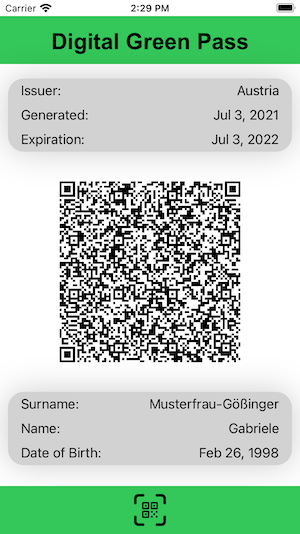 Carrier 2:29 PM
Digital Green Pass
Issuer: Austria
Generated: Jul 3, 2021
Expiration: Jul 3, 2022
Surname: Musterfrau-Gößinger
Name: Gabriele
Date of Birth: Feb 26, 1998